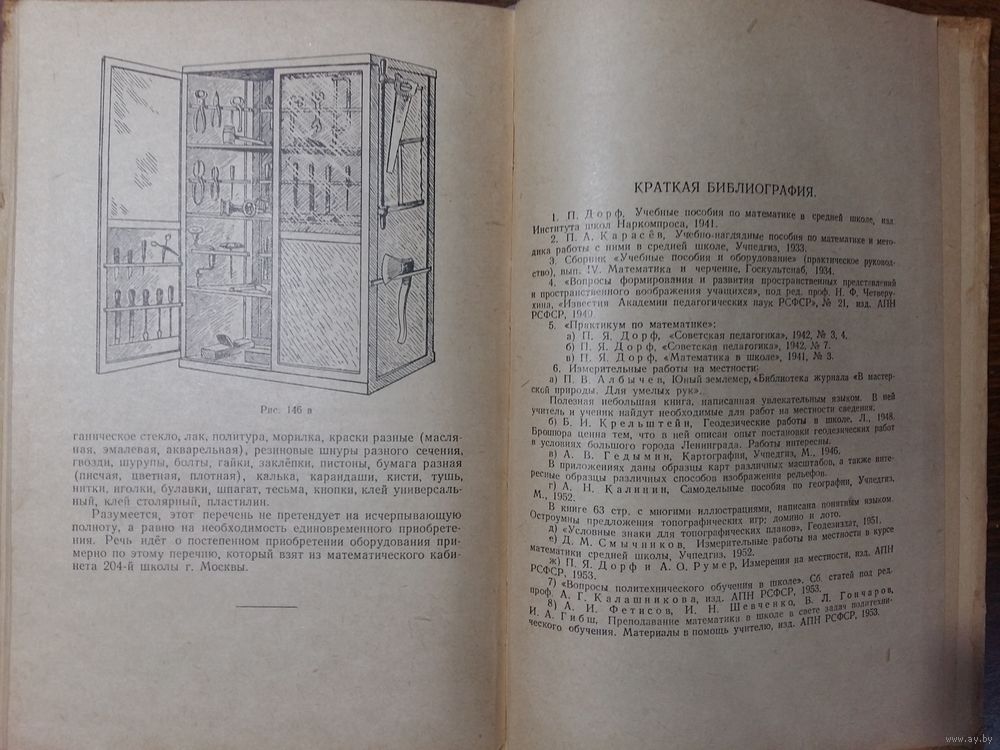 Рис. 146 в
ганическое стекло, лак, политура, морилка, краски разные (масля-
ная, эмалевая, акварельная), резиновые шнуры разного сечения,
гвозди, шурупы, болты, гайки, заклёпки, пистоны, бумага разная
(писчая, цветная, плотная), калька, карандаши, кисти, тушь,
нитки, иголки, булавки, шпагат, тесьма, кнопки, клей универсаль-
ный, клей столярный, пластилин.
Разумеется, этот перечень не претендует на исчерпывающую
полноту, а равно на необходимость единовременного приобрете-
ния. Речь идёт о постепенном приобретении оборудования при-
мерно по этому перечню, который взят из математического каби-
нета 204-й школы г. Москвы.
КРАТКАЯ БИБЛИОГРАФИЯ.
1. П. Дорф, Учебные пособия по математике в средней школе, изд.
Института школ Наркомпроса, 1941.
2. П. А. Карасёв, Учебно-наглядные пособия по математике и мето-
дика работы с ними в средней школе, Учпедгиз, 1933.
3. Сборник «Учебные пособия и оборудование» (практическое руковод-
ство), вып. IV. Математика и черчение, Госкультснаб, 1934.
4. «Вопросы формирования и развития пространственных представлений
и пространственного воображения учащихся», под ред. проф. Н. Ф. Четверу-
хина, «Известия Академии педагогических наук РСФСР», № 21, изд. АПН
РСФСР, 1949.
5. «Практикум по математике»:
а) П. Я. Дорф, «Советская педагогика», 1942, № 3, 4.
б) П. Я. Дорф, «Советская педагогика», 1942, № 7.
в) П. Я. Дорф, «Математика в школе», 1941, № 3.
6. Измерительные работы на местности:
а) П. В. Албычев, Юный землемер, «Библиотека журнала «В мастер-
ской природы. Для умелых рук».
Полезная небольшая книга, написанная увлекательным языком. В ней
учитель и ученик найдут необходимые для работ на местности сведения.
б) Б. И. Крельштейн, Геодезические работы в школе, Л., 1948.
Брошюра ценна тем, что в ней описан опыт постановки геодезических работ
в условиях большого города Ленинграда. Работы интересны.
в) А. В. Гедымин, Картография, Учпедгиз, М., 1946.
В приложениях даны образцы карт различных масштабов, а также инте-
ресные образцы различных способов изображения рельефов.
г) А. Н. Калинин, Самодельные пособия по географии, Учпедгиз,
М., 1952.
В книге 63 стр. с многими иллюстрациями, написана понятным языком.
Остроумны предложения топографических игр: домино и лото.
д) «Условные знаки для топографических планов», Геодезиздат, 1951.
е) Д. М. Смычников, Измерительные работы на местности в курсе
математики средней школы, Учпедгиз, 1952.
ж) П. Я. Дорф и А. О. Румер, Измерения на местности, изд. АПН
РСФСР, 1953.
7) «Вопросы политехнического обучения в школе». Сб. статей под ред.
проф. А. Г. Калашникова, изд. АПН РСФСР, 1953.
8) А. И. Фетисов, И. Н. Шевченко, В. Л. Гончаров,
И. А. Гибш, Преподавание математики в школе в свете задач политехни-
ческого обучения. Материалы в помощь учителю, изд. АПН РСФСР, 1953.
www.ay.by